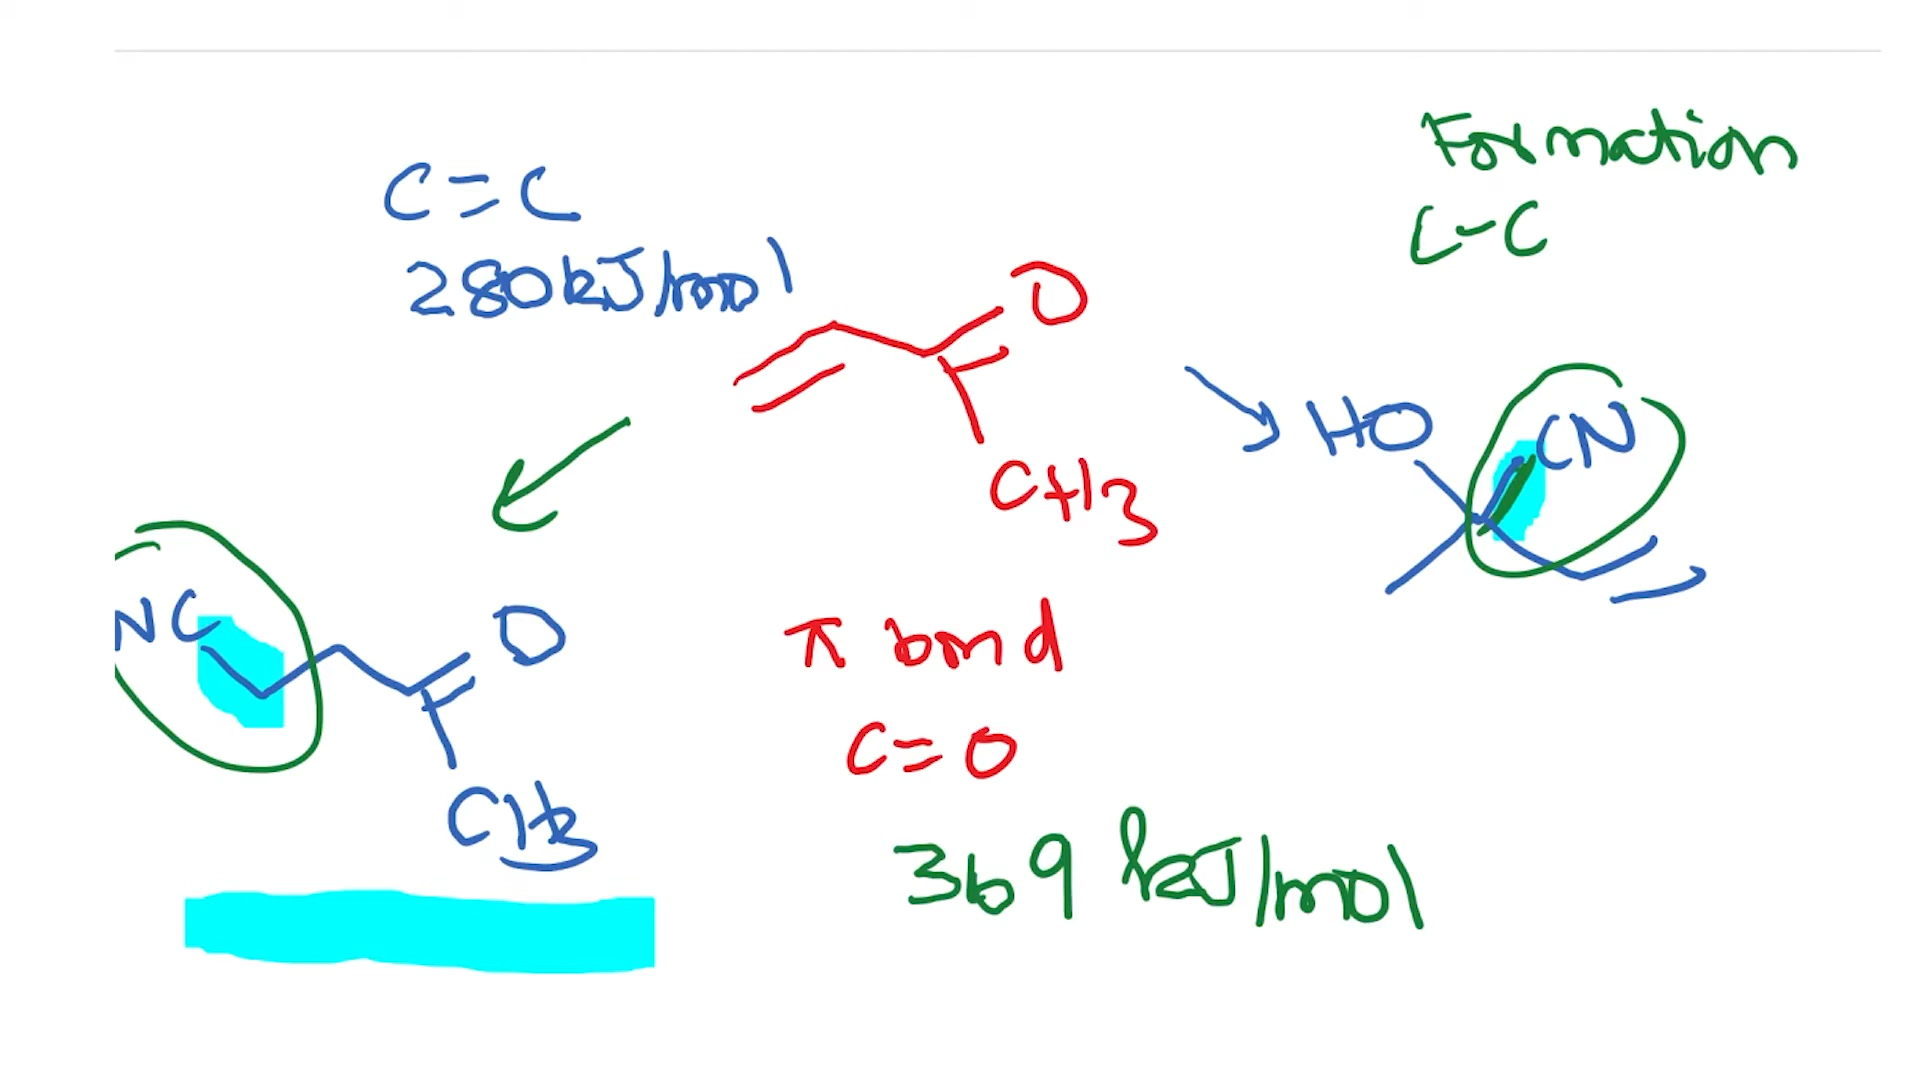 Formation
C-C
C=C
280kJ/mol
O
CH3
HO
CN
NC
O
CH3
π bond
C=O
369 kJ/mol